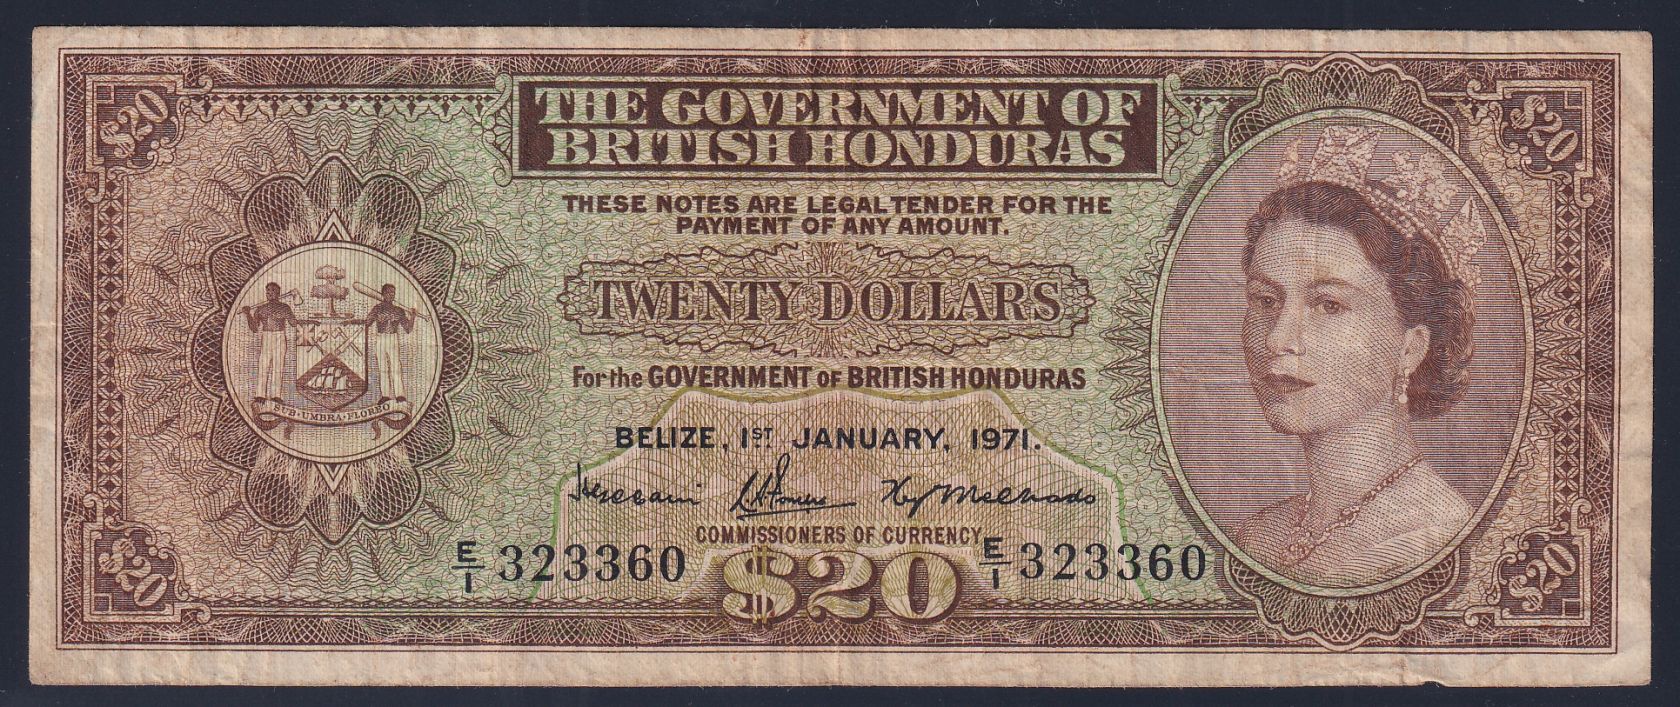 $20
THE GOVERNMENT OF
BRITISH HONDURAS
$20
THESE NOTES ARE LEGAL TENDER FOR THE
PAYMENT OF ANY AMOUNT.
TWENTY DOLLARS
For the GOVERNMENT OF BRITISH HONDURAS
SUB·UMBRA·FLOREO
BELIZE, 1ST JANUARY, 1971.
COMMISSIONERS OF CURRENCY
E/1 323360
E/1 323360
$20
$20
$20